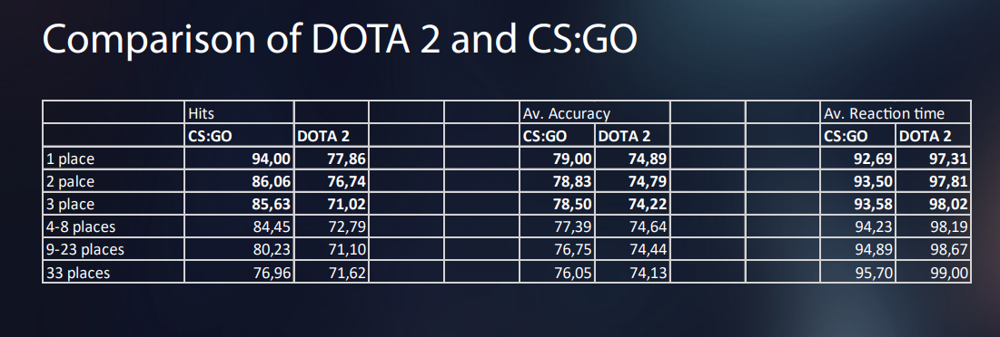 Comparison of DOTA 2 and CS:GO
Hits Av. Accuracy Av. Reaction time
CS:GO DOTA 2 CS:GO DOTA 2 CS:GO DOTA 2
1 place 94,00 77,86 79,00 74,89 92,69 97,31
2 palce 86,06 76,74 78,83 74,79 93,50 97,81
3 place 85,63 71,02 78,50 74,22 93,58 98,02
4-8 places 84,45 72,79 77,39 74,64 94,23 98,19
9-23 places 80,23 71,10 76,75 74,44 94,89 98,67
33 places 76,96 71,62 76,05 74,13 95,70 99,00